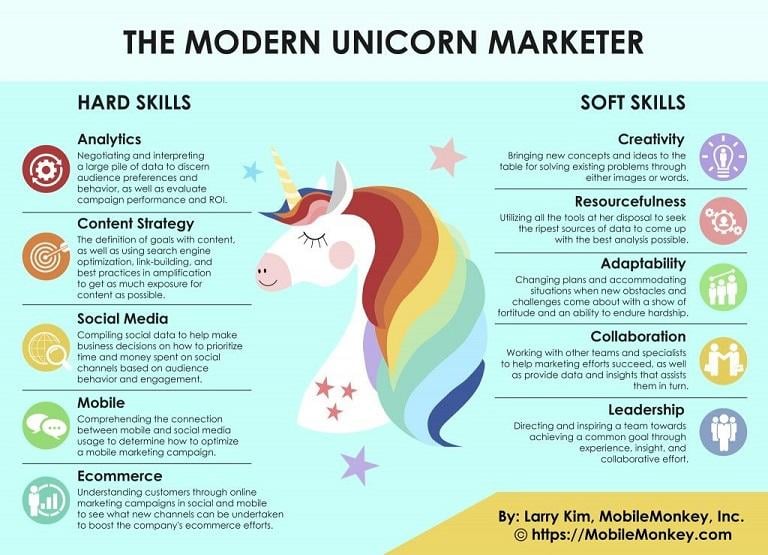 THE MODERN UNICORN MARKETER
HARD SKILLS
Analytics
Negotiating and interpreting
a large pile of data to discern
audience preferences and
behavior, as well as evaluate
campaign performance and ROI.
Content Strategy
The definition of goals with content,
as well as using search engine
optimization, link-building, and
best practices in amplification
to get as much exposure for
content as possible.
Social Media
Compiling social data to help make
business decisions on how to prioritize
time and money spent on social
channels based on audience
behavior and engagement.
Mobile
Comprehending the connection
between mobile and social media
usage to determine how to optimize
a mobile marketing campaign.
Ecommerce
Understanding customers through online
marketing campaigns in social and mobile
to see what new channels can be undertaken
to boost the company's ecommerce efforts.
SOFT SKILLS
Creativity
Bringing new concepts and ideas to the
table for solving existing problems through
either images or words.
Resourcefulness
Utilizing all the tools at her disposal to seek
the ripest sources of data to come up
with the best analysis possible.
Adaptability
Changing plans and accommodating
situations when new obstacles and
challenges come about with a show of
fortitude and an ability to endure hardship.
Collaboration
Working with other teams and specialists
to help marketing efforts succeed, as well
as provide data and insights that assists
them in turn.
Leadership
Directing and inspiring a team towards
achieving a common goal through
experience, insight, and
collaborative effort.
By: Larry Kim, MobileMonkey, Inc.
© https://MobileMonkey.com